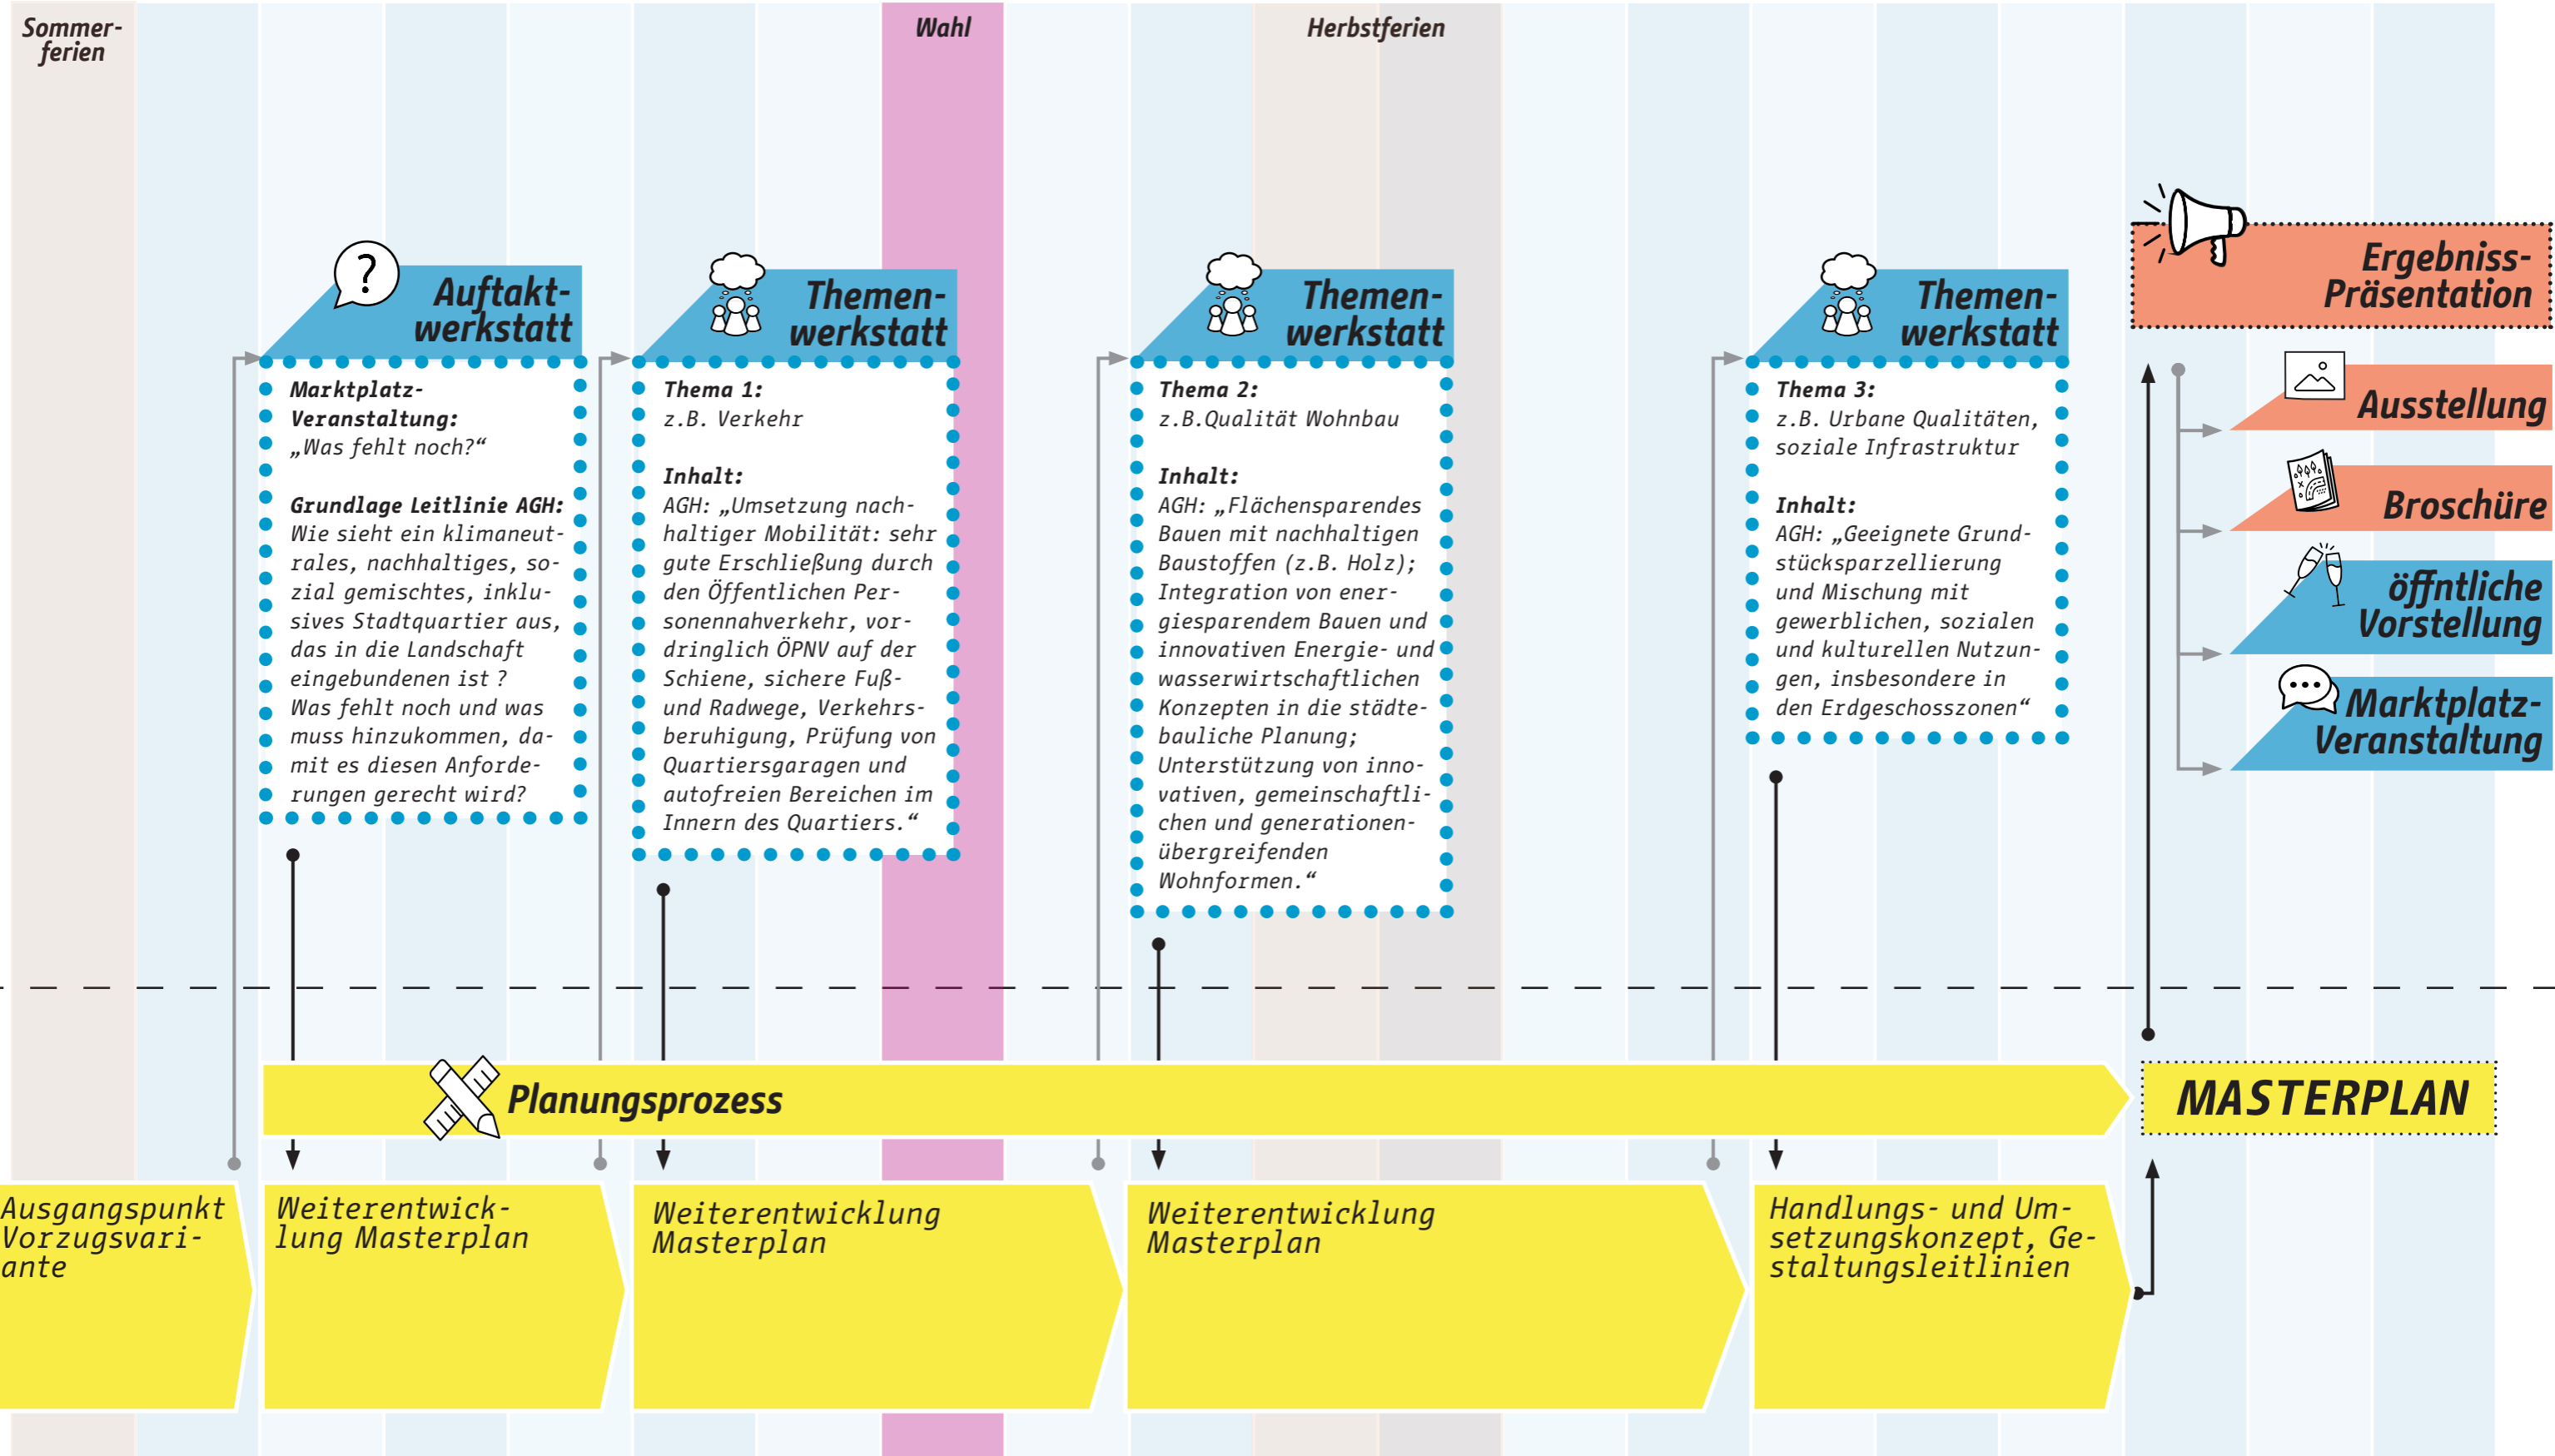 Sommer-
ferien
Wahl
Herbstferien
Auftakt-
werkstatt
Marktplatz-
Veranstaltung:
„Was fehlt noch?“
Grundlage Leitlinie AGH:
Wie sieht ein klimaneut-
rales, nachhaltiges, so-
zial gemischtes, inklu-
sives Stadtquartier aus,
das in die Landschaft
eingebundenen ist ?
Was fehlt noch und was
muss hinzukommen, da-
mit es diesen Anforde-
rungen gerecht wird?
Themen-
werkstatt
Thema 1:
z.B. Verkehr
Inhalt:
AGH: „Umsetzung nach-
haltiger Mobilität: sehr
gute Erschließung durch
den Öffentlichen Per-
sonennahverkehr, vor-
dringlich ÖPNV auf der
Schiene, sichere Fuß-
und Radwege, Verkehrs-
beruhigung, Prüfung von
Quartiersgaragen und
autofreien Bereichen im
Innern des Quartiers.“
Themen-
werkstatt
Thema 2:
z.B.Qualität Wohnbau
Inhalt:
AGH: „Flächensparendes
Bauen mit nachhaltigen
Baustoffen (z.B. Holz);
Integration von ener-
giesparendem Bauen und
innovativen Energie- und
wasserwirtschaftlichen
Konzepten in die städte-
bauliche Planung;
Unterstützung von inno-
vativen, gemeinschaftli-
chen und generationen-
übergreifenden
Wohnformen.“
Themen-
werkstatt
Thema 3:
z.B. Urbane Qualitäten,
soziale Infrastruktur
Inhalt:
AGH: „Geeignete Grund-
stücksparzellierung
und Mischung mit
gewerblichen, sozialen
und kulturellen Nutzun-
gen, insbesondere in
den Erdgeschosszonen“
Ergebniss-
Präsentation
Ausstellung
Broschüre
öffntliche
Vorstellung
Marktplatz-
Veranstaltung
Planungsprozess
MASTERPLAN
Ausgangspunkt
Vorzugsvari-
ante
Weiterentwick-
lung Masterplan
Weiterentwicklung
Masterplan
Weiterentwicklung
Masterplan
Handlungs- und Um-
setzungskonzept, Ge-
staltungsleitlinien